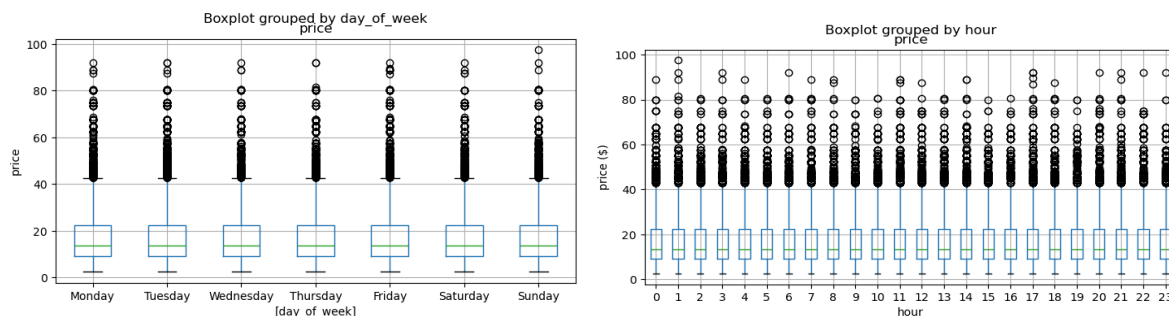 Boxplot grouped by day_of_week
price
100
80
60
40
20
0
price
Monday Tuesday Wednesday Thursday Friday Saturday Sunday
[day_of_week]
Boxplot grouped by hour
price
100
80
60
40
20
0
price ($)
0 1 2 3 4 5 6 7 8 9 10 11 12 13 14 15 16 17 18 19 20 21 22 23
hour